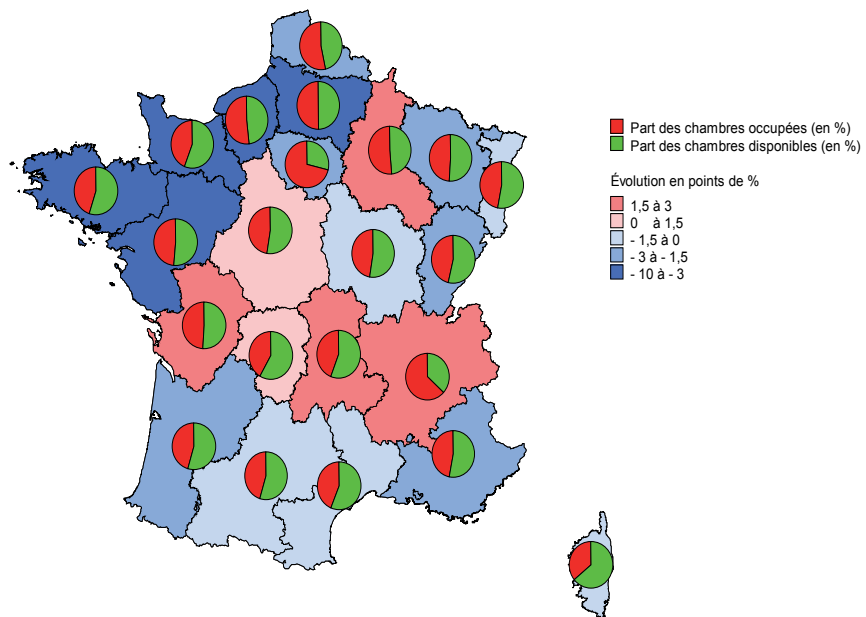 Part des chambres occupées (en %)
Part des chambres disponibles (en %)
Évolution en points de %
1,5 à 3
0 à 1,5
- 1,5 à 0
- 3 à - 1,5
- 10 à - 3